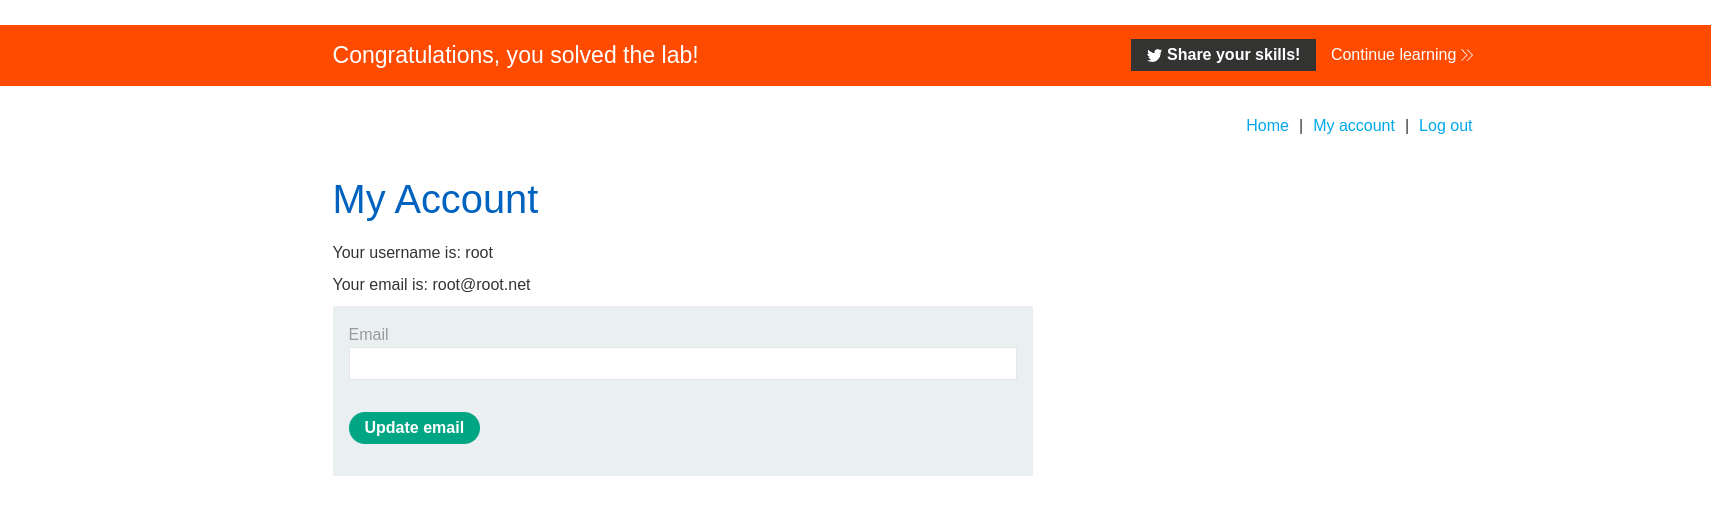 Congratulations, you solved the lab!
Share your skills!
Continue learning
Home | My account | Log out
My Account
Your username is: root
Your email is: root@root.net
Email
Update email